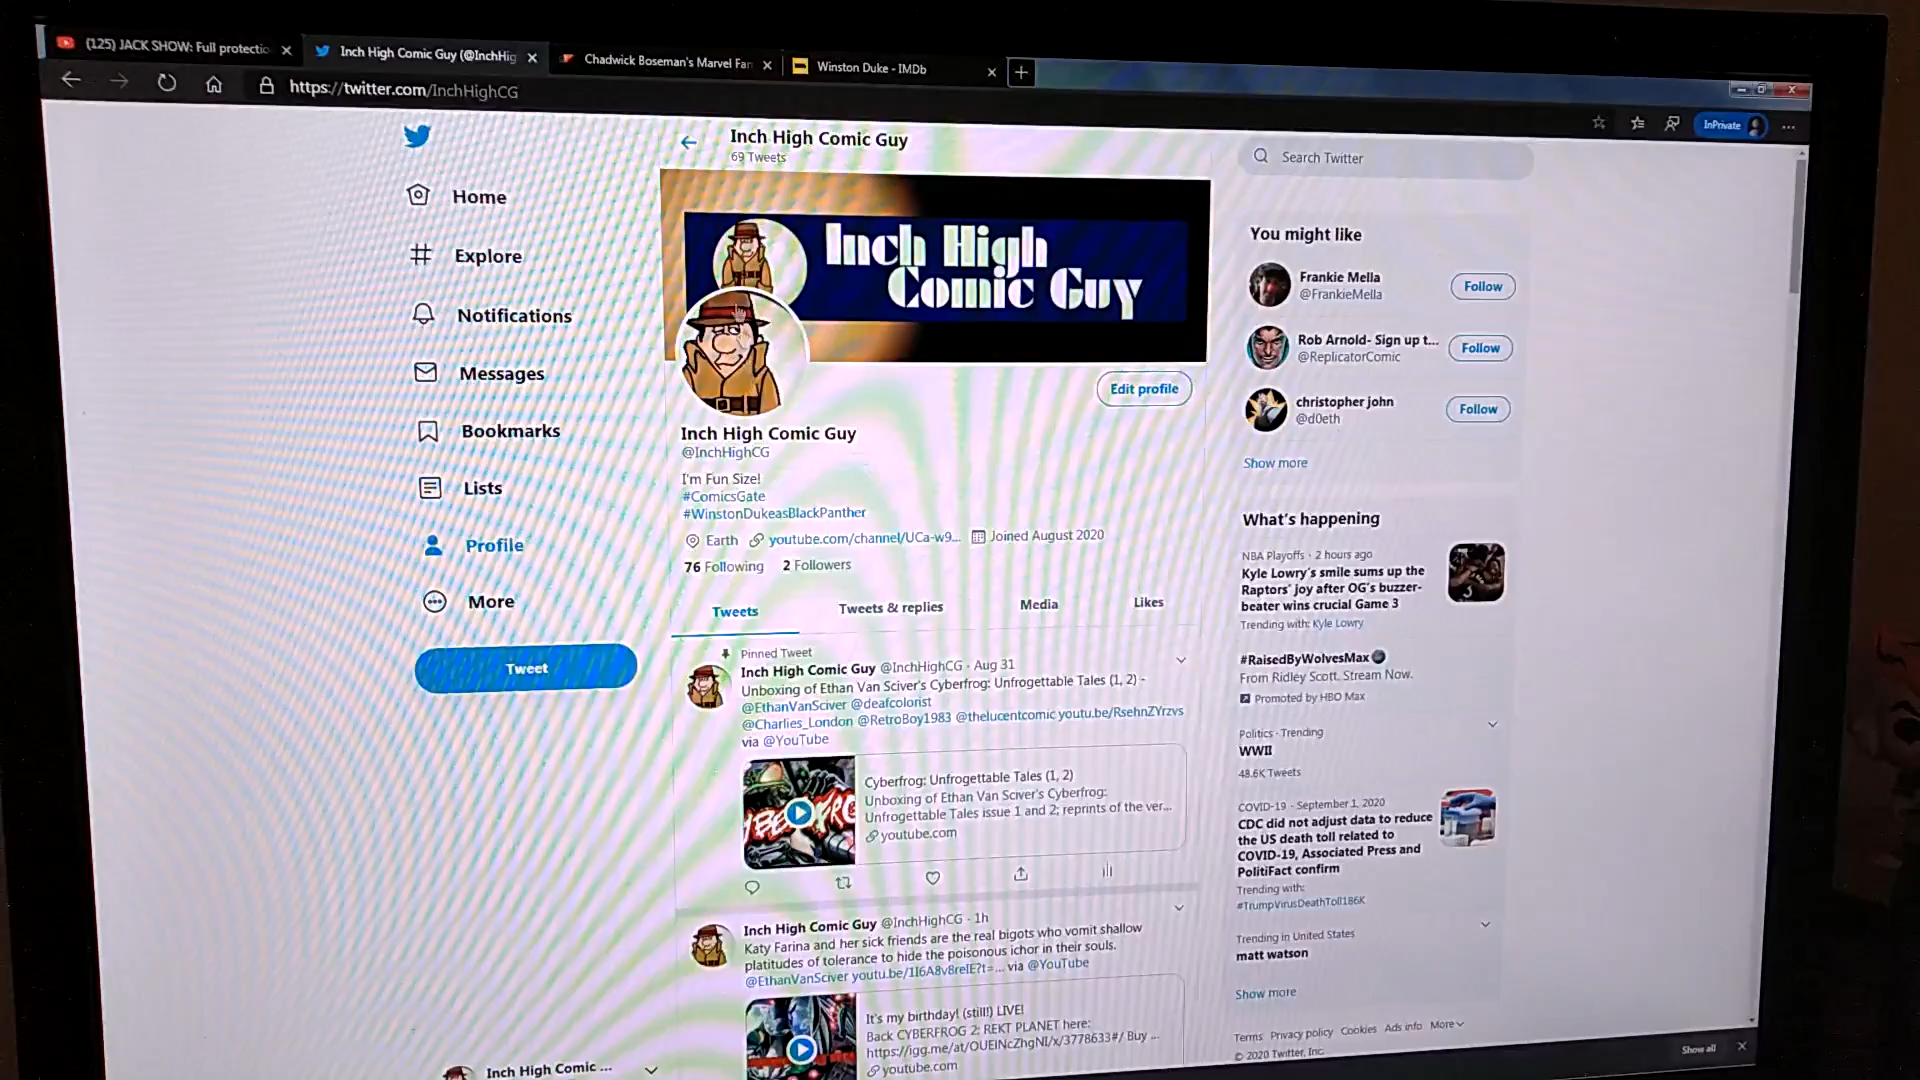 (125) JACK SHOW: Full protectio
Inch High Comic Guy (@InchHig
Chadwick Boseman's Marvel Fan
Winston Duke - IMDb
https://twitter.com/InchHighCG
InPrivate
Home
Explore
Notifications
Messages
Bookmarks
Lists
Profile
More
Tweet
Inch High Comic ...
Inch High Comic Guy
69 Tweets
Inch High
Comic Guy
Edit profile
Inch High Comic Guy
@InchHighCG
I'm Fun Size!
#ComicsGate
#WinstonDukeasBlackPanther
Earth youtube.com/channel/UCa-w9... Joined August 2020
76 Following 2 Followers
Tweets Tweets & replies Media Likes
Pinned Tweet
Inch High Comic Guy @InchHighCG · Aug 31
Unboxing of Ethan Van Sciver's Cyberfrog: Unfrogettable Tales (1, 2) -
@EthanVanSciver @deafcolorist
@Charlies_London @RetroBoy1983 @thelucentcomic youtu.be/RsehnZYrzvs
via @YouTube
Cyberfrog: Unfrogettable Tales (1, 2)
Unboxing of Ethan Van Sciver's Cyberfrog:
Unfrogettable Tales issue 1 and 2; reprints of the ver...
youtube.com
Inch High Comic Guy @InchHighCG · 1h
Katy Farina and her sick friends are the real bigots who vomit shallow
platitudes of tolerance to hide the poisonous ichor in their souls.
@EthanVanSciver youtu.be/1I6A8v8reIE?t=... via @YouTube
It's my birthday! (still!) LIVE!
Back CYBERFROG 2: REKT PLANET here:
https://igg.me/at/OUEINcZhgNI/x/3778633#/ Buy ...
youtube.com
Search Twitter
You might like
Frankie Mella
@FrankieMella
Follow
Rob Arnold- Sign up t...
@ReplicatorComic
Follow
christopher john
@d0eth
Follow
Show more
What's happening
NBA Playoffs · 2 hours ago
Kyle Lowry's smile sums up the
Raptors' joy after OG's buzzer-
beater wins crucial Game 3
Trending with: Kyle Lowry
#RaisedByWolvesMax
From Ridley Scott. Stream Now.
Promoted by HBO Max
Politics · Trending
WWII
48.6K Tweets
COVID-19 · September 1, 2020
CDC did not adjust data to reduce
the US death toll related to
COVID-19, Associated Press and
PolitiFact confirm
Trending with:
#TrumpVirusDeathToll186K
Trending in United States
matt watson
Show more
Terms Privacy policy Cookies Ads info More
© 2020 Twitter, Inc.
Show all